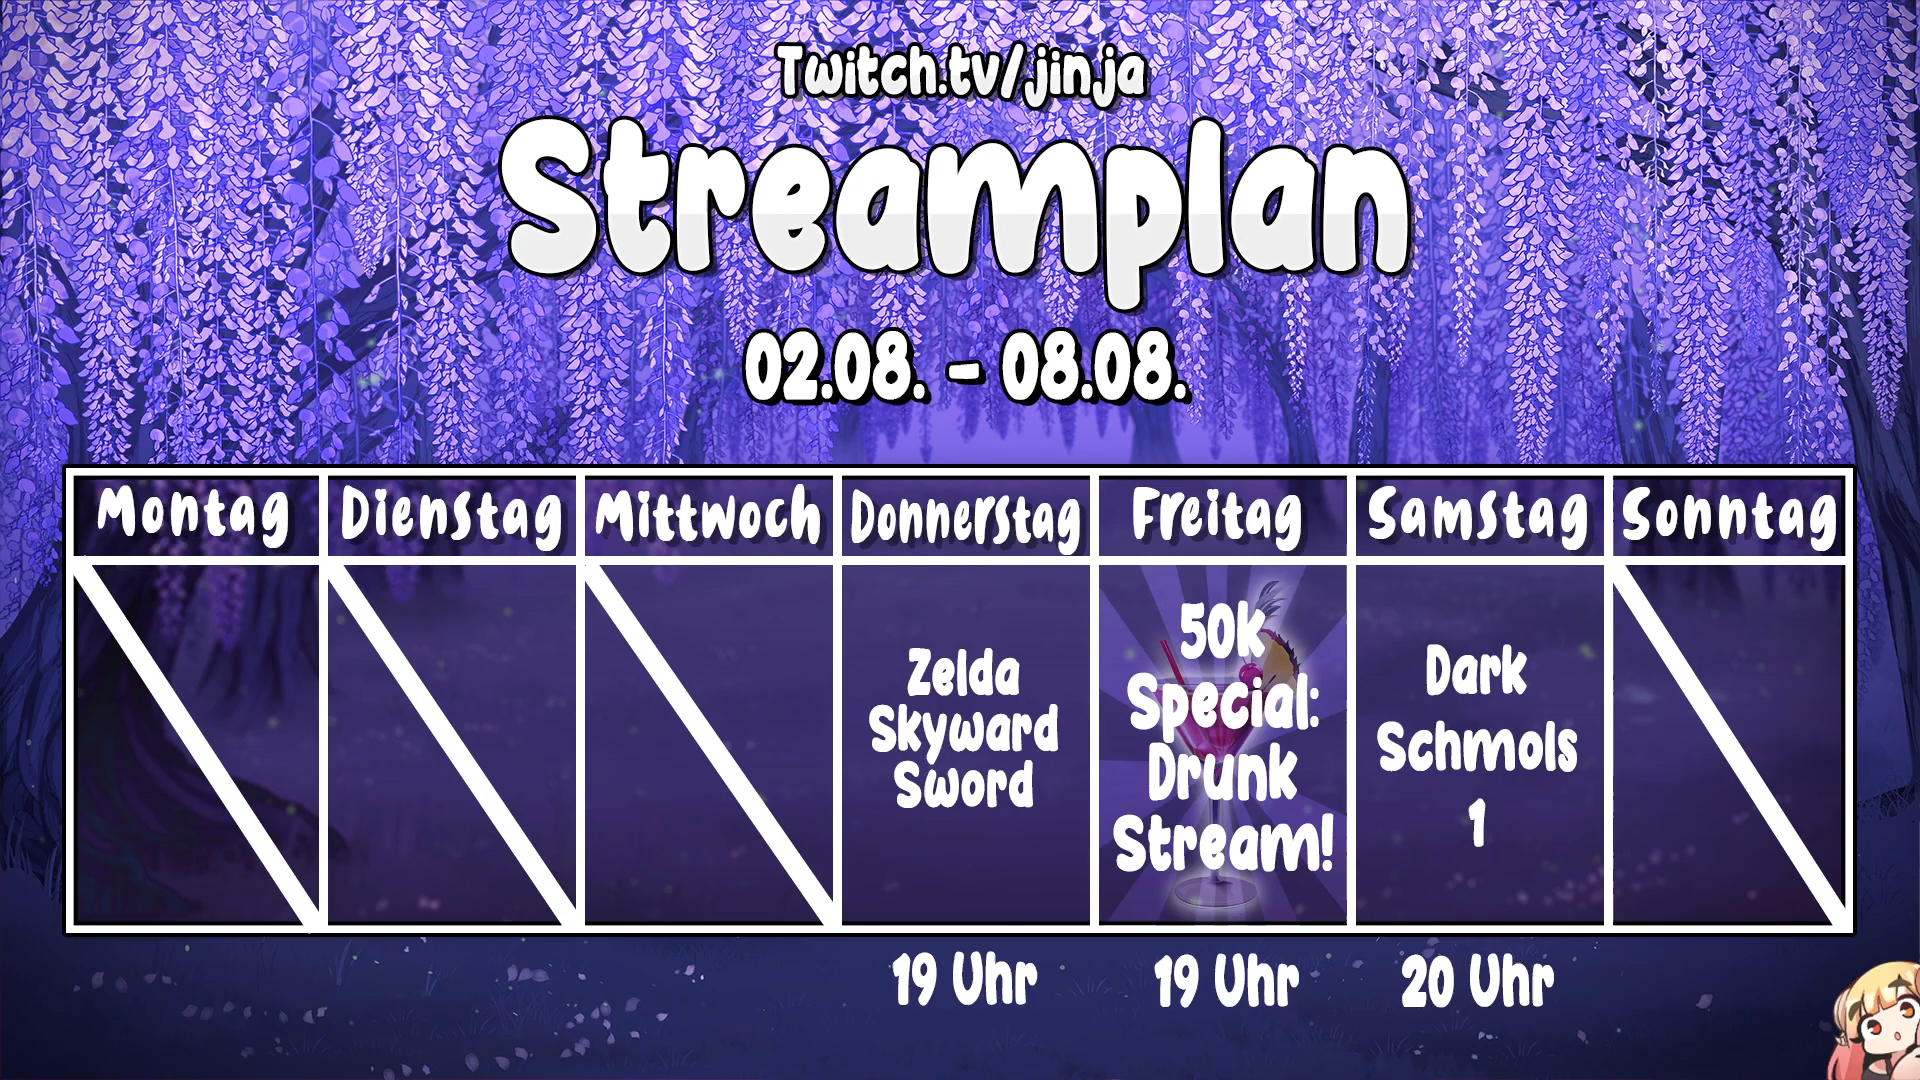 Twitch.tv/jinja
Streamplan
02.08. - 08.08.
Montag
Dienstag
Mittwoch
Donnerstag
Freitag
Samstag
Sonntag
Zelda
Skyward
Sword
50k
Special:
Drunk
Stream!
Dark
Schmols
1
19 Uhr
19 Uhr
20 Uhr